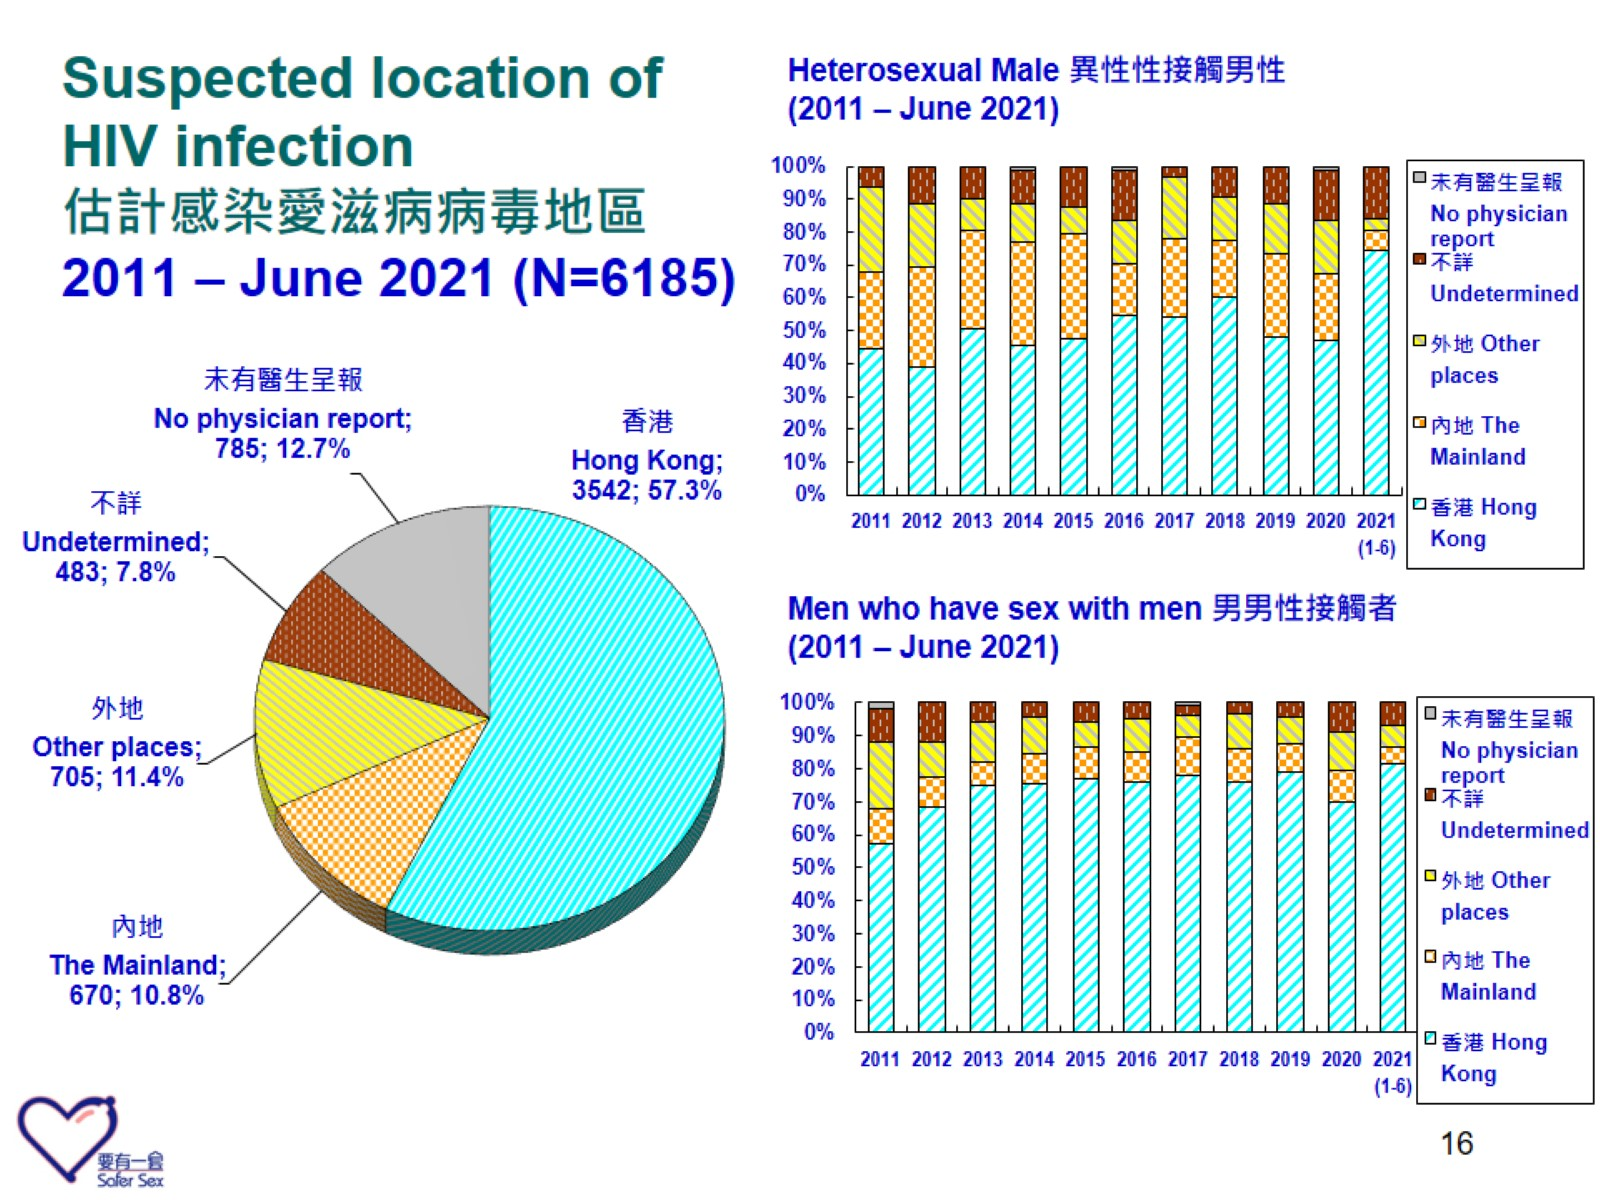 Suspected location of
HIV infection
估計感染愛滋病病毒地區
2011 – June 2021 (N=6185)
未有醫生呈報
No physician report;
785; 12.7%
香港
Hong Kong;
3542; 57.3%
不詳
Undetermined;
483; 7.8%
外地
Other places;
705; 11.4%
內地
The Mainland;
670; 10.8%
Heterosexual Male 異性性接觸男性
(2011 – June 2021)
100%
90%
80%
70%
60%
50%
40%
30%
20%
10%
0%
2011 2012 2013 2014 2015 2016 2017 2018 2019 2020 2021
(1-6)
未有醫生呈報
No physician
report
不詳
Undetermined
外地 Other
places
內地 The
Mainland
香港 Hong
Kong
Men who have sex with men 男男性接觸者
(2011 – June 2021)
100%
90%
80%
70%
60%
50%
40%
30%
20%
10%
0%
2011 2012 2013 2014 2015 2016 2017 2018 2019 2020 2021
(1-6)
未有醫生呈報
No physician
report
不詳
Undetermined
外地 Other
places
內地 The
Mainland
香港 Hong
Kong
要有一套
Safer Sex
16